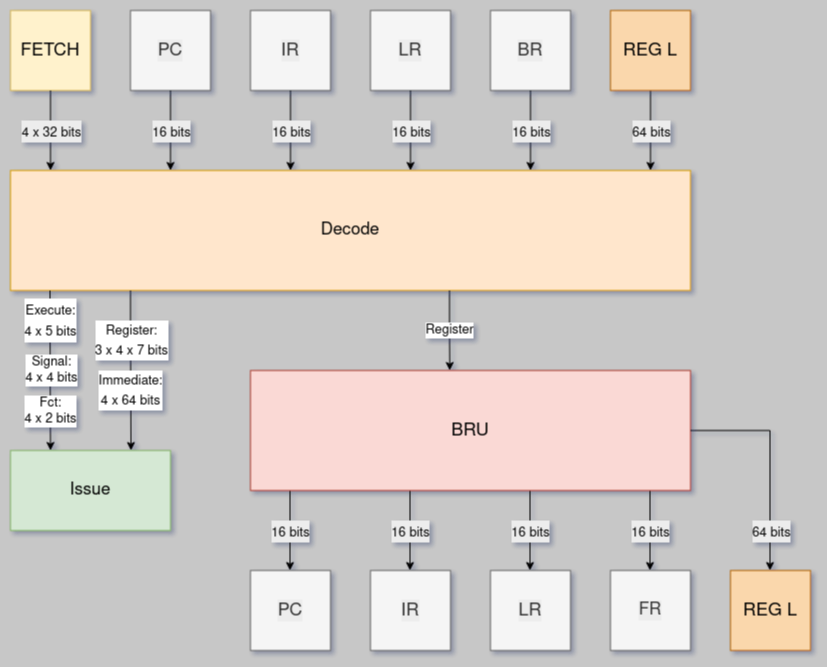 FETCH
PC
IR
LR
BR
REG L
4 x 32 bits
16 bits
16 bits
16 bits
16 bits
64 bits
Decode
Execute:
4 x 5 bits
Signal:
4 x 4 bits
Fct:
4 x 2 bits
Register:
3 x 4 x 7 bits
Immediate:
4 x 64 bits
Register
Issue
BRU
16 bits
16 bits
16 bits
16 bits
64 bits
PC
IR
LR
FR
REG L